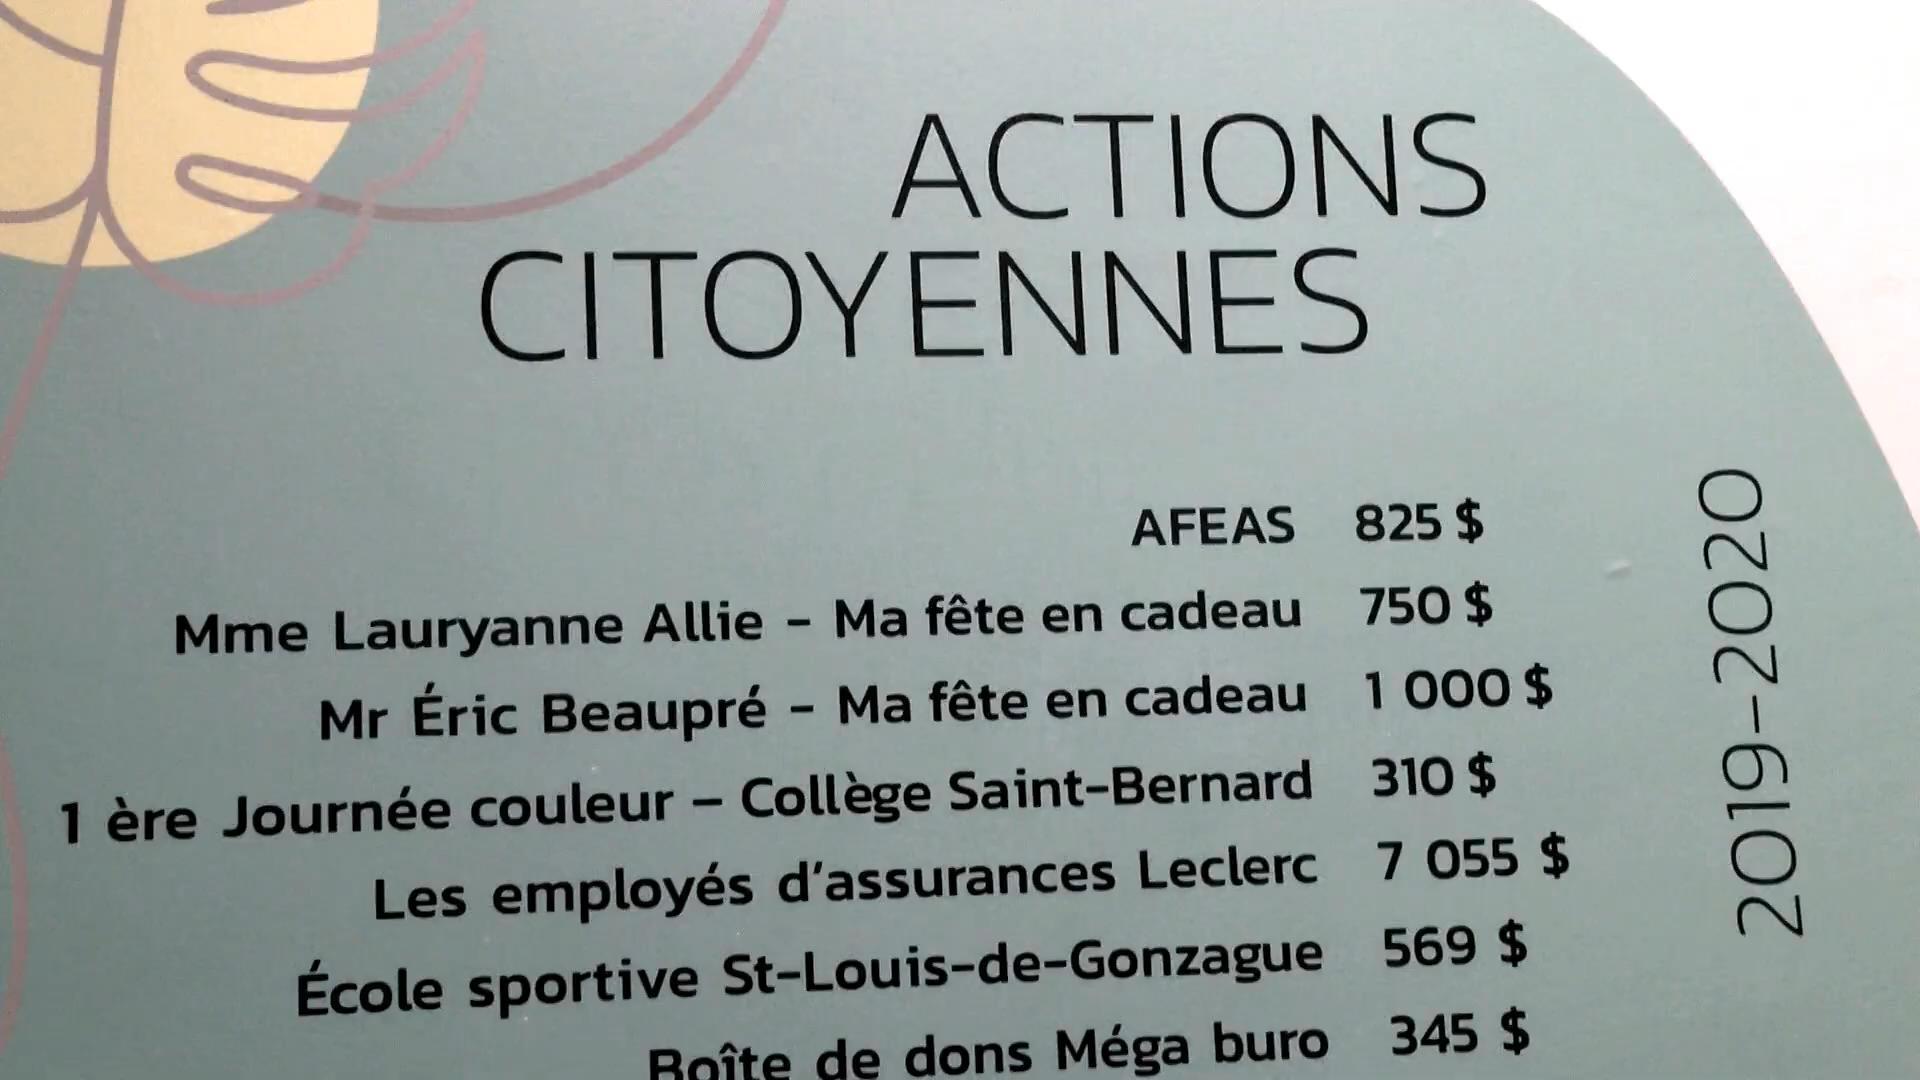 ACTIONS
CITOYENNES
AFEAS 825 $
Mme Lauryanne Allie – Ma fête en cadeau 750 $
Mr Éric Beaupré – Ma fête en cadeau 1 000 $
1 ère Journée couleur – Collège Saint-Bernard 310 $
Les employés d'assurances Leclerc 7 055 $
École sportive St-Louis-de-Gonzague 569 $
Boîte de dons Méga buro 345 $
2019-2020